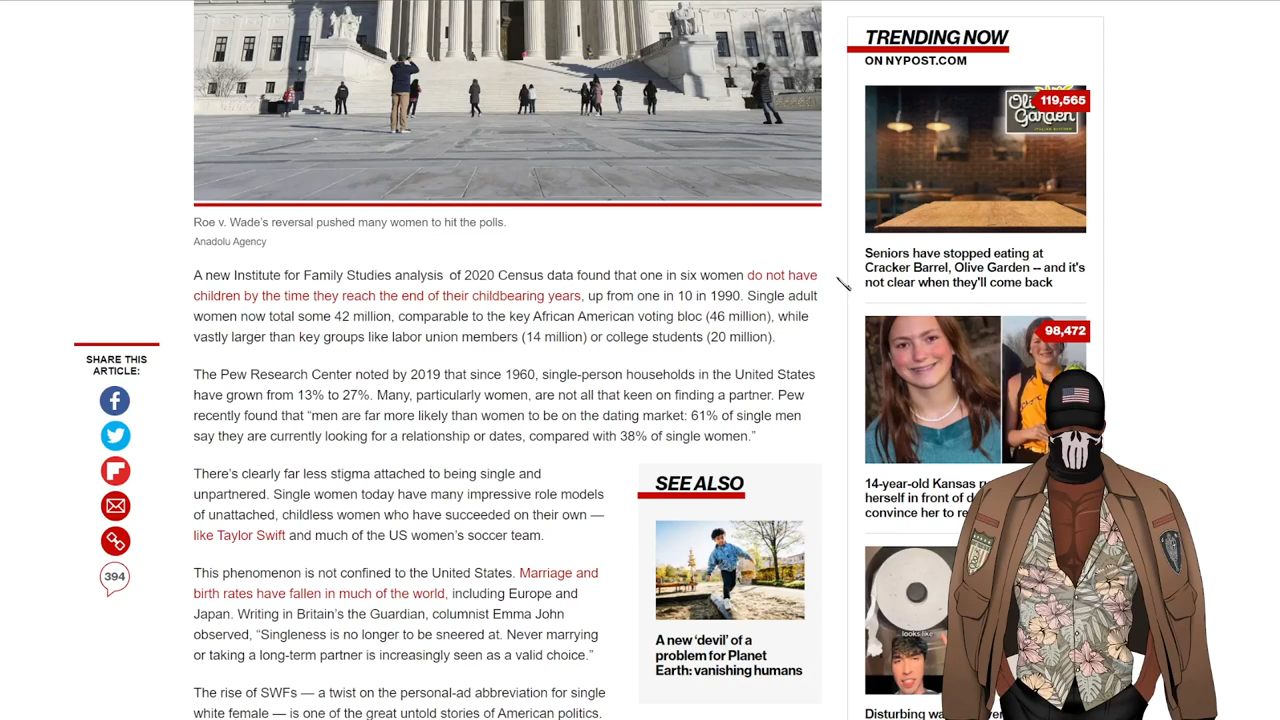 Roe v. Wade's reversal pushed many women to hit the polls.
Anadolu Agency
A new Institute for Family Studies analysis of 2020 Census data found that one in six women do not have
children by the time they reach the end of their childbearing years, up from one in 10 in 1990. Single adult
women now total some 42 million, comparable to the key African American voting bloc (46 million), while
vastly larger than key groups like labor union members (14 million) or college students (20 million).
The Pew Research Center noted by 2019 that since 1960, single-person households in the United States
have grown from 13% to 27%. Many, particularly women, are not all that keen on finding a partner. Pew
recently found that “men are far more likely than women to be on the dating market: 61% of single men
say they are currently looking for a relationship or dates, compared with 38% of single women.”
There's clearly far less stigma attached to being single and
unpartnered. Single women today have many impressive role models
of unattached, childless women who have succeeded on their own —
like Taylor Swift and much of the US women's soccer team.
This phenomenon is not confined to the United States. Marriage and
birth rates have fallen in much of the world, including Europe and
Japan. Writing in Britain's the Guardian, columnist Emma John
observed, “Singleness is no longer to be sneered at. Never marrying
or taking a long-term partner is increasingly seen as a valid choice.”
The rise of SWFs — a twist on the personal-ad abbreviation for single
white female — is one of the great untold stories of American politics.
SHARE THIS
ARTICLE:
394
SEE ALSO
A new ‘devil’ of a
problem for Planet
Earth: vanishing humans
TRENDING NOW
ON NYPOST.COM
119,565
Olive
Garden
Seniors have stopped eating at
Cracker Barrel, Olive Garden -- and it's
not clear when they'll come back
98,472
14-year-old Kansas
herself in front of
convince her to
looks like
Disturbing